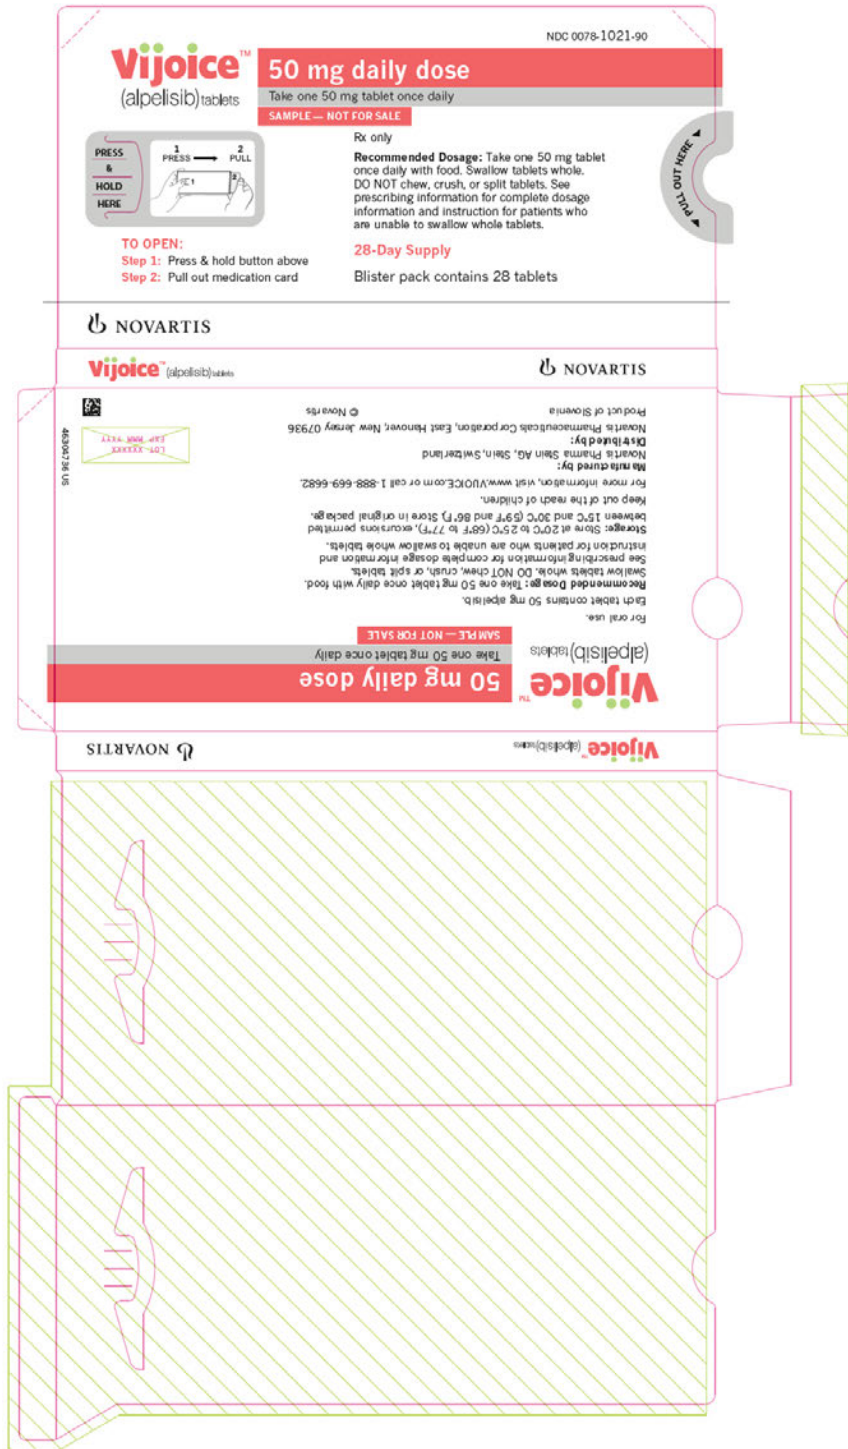 NDC 0078-1021-90
Vijoice™
(alpelisib) tablets
50 mg daily dose
Take one 50 mg tablet once daily
SAMPLE — NOT FOR SALE
PRESS
&
HOLD
HERE
1 2
PRESS PULL
1 2
PULL OUT HERE
TO OPEN:
Step 1: Press & hold button above
Step 2: Pull out medication card
Rx only
Recommended Dosage: Take one 50 mg tablet
once daily with food. Swallow tablets whole.
DO NOT chew, crush, or split tablets. See
prescribing information for complete dosage
information and instruction for patients who
are unable to swallow whole tablets.
28-Day Supply
Blister pack contains 28 tablets
NOVARTIS
Vijoice™ (alpelisib) tablets
NOVARTIS
Vijoice™
(alpelisib) tablets
50 mg daily dose
Take one 50 mg tablet once daily
SAMPLE — NOT FOR SALE
For oral use.
Each tablet contains 50 mg alpelisib.
Recommended Dosage: Take one 50 mg tablet once daily with food.
Swallow tablets whole. DO NOT chew, crush, or split tablets.
See prescribing information for complete dosage information and
instruction for patients who are unable to swallow whole tablets.
Storage: Store at 20°C to 25°C (68°F to 77°F), excursions permitted
between 15°C and 30°C (59°F and 86°F). Store in original package.
Keep out of the reach of children.
For more information, visit www.VIJOICE.com or call 1-888-669-6682.
Manufactured by:
Novartis Pharma Stein AG, Stein, Switzerland
Distributed by:
Novartis Pharmaceuticals Corporation, East Hanover, New Jersey 07936
Product of Slovenia © Novartis
LOT XXXXXX
EXP MMM YYYY
46304736 US
Vijoice™ (alpelisib) tablets
NOVARTIS